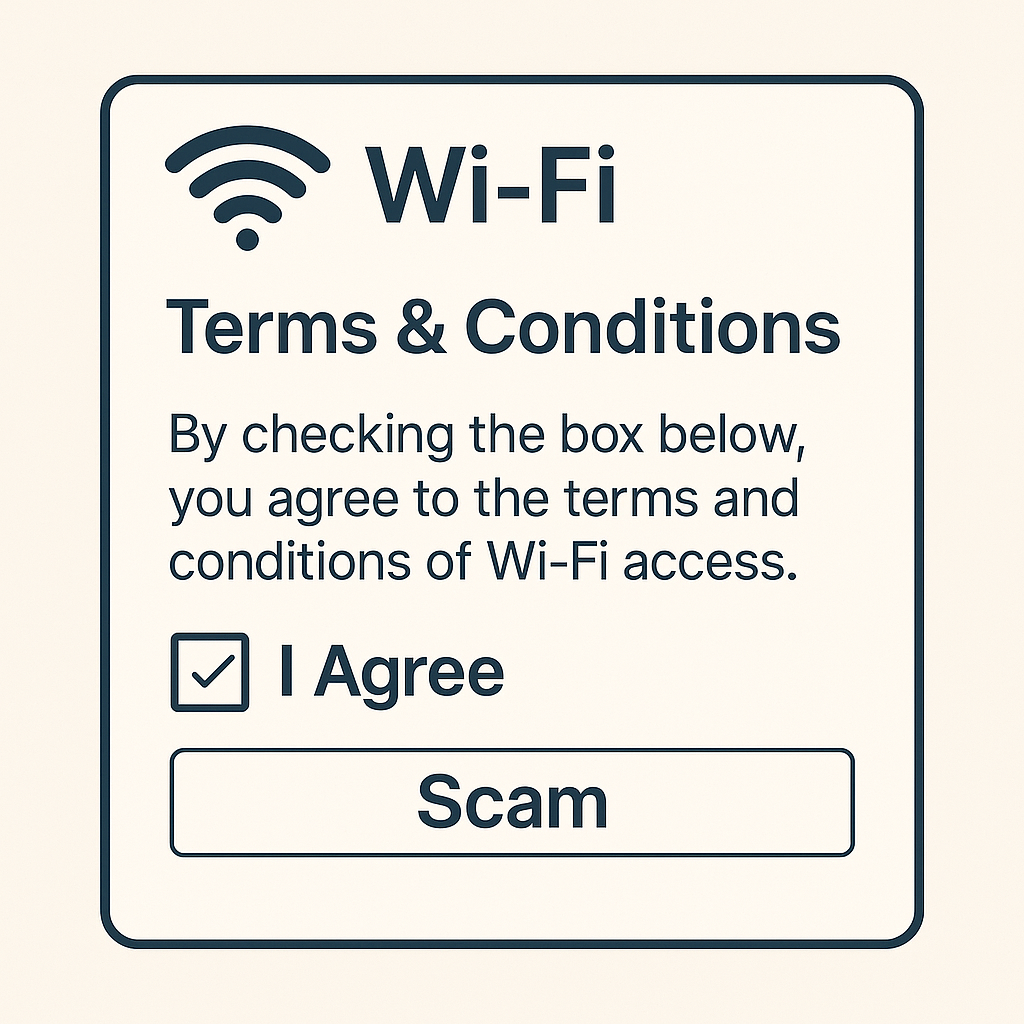 Wi-Fi
Terms & Conditions
By checking the box below,
you agree to the terms and
conditions of Wi-Fi access.
I Agree
Scam